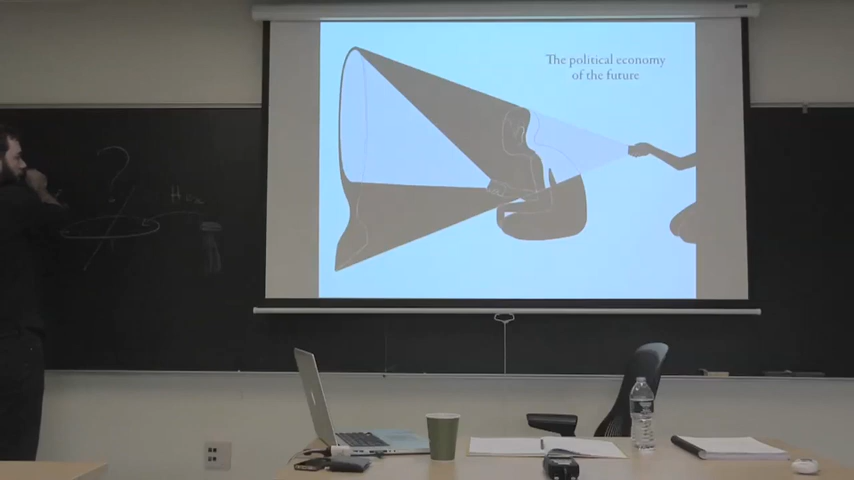 The political economy
of the future
?